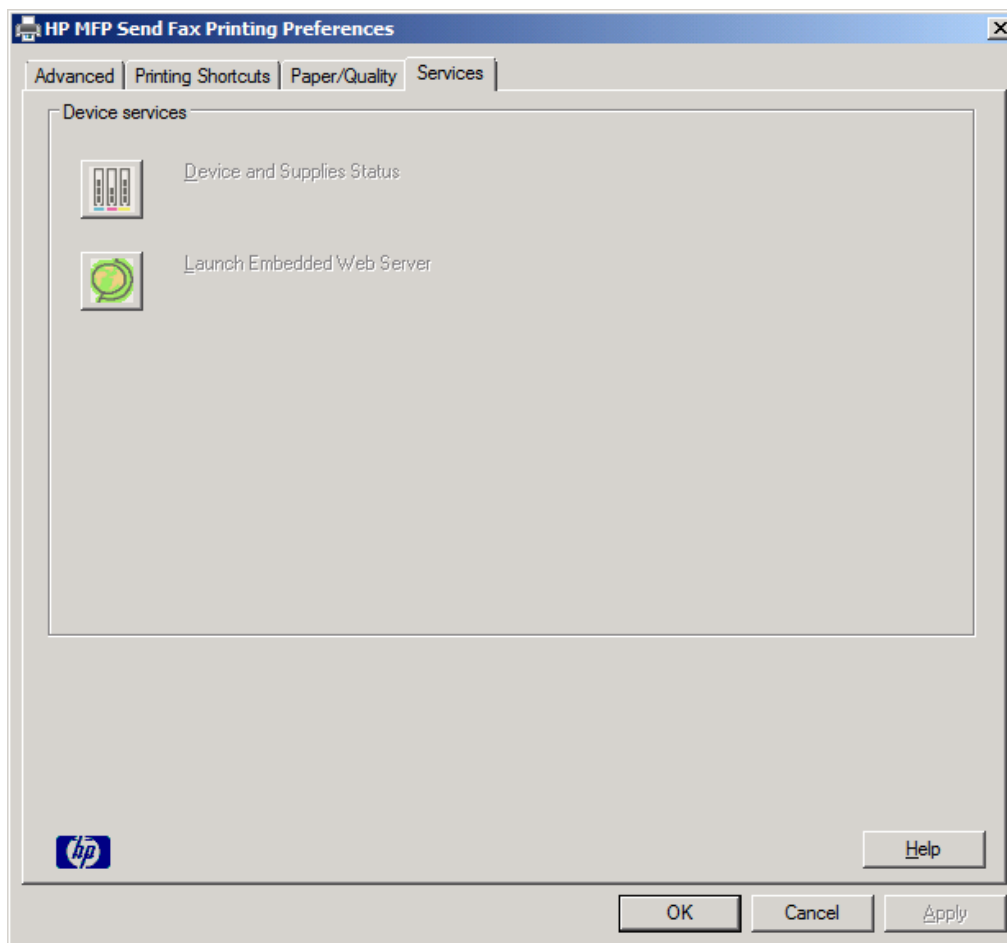 HP MFP Send Fax Printing Preferences
Advanced Printing Shortcuts Paper/Quality Services
Device services
Device and Supplies Status
Launch Embedded Web Server
hp
Help
OK Cancel Apply